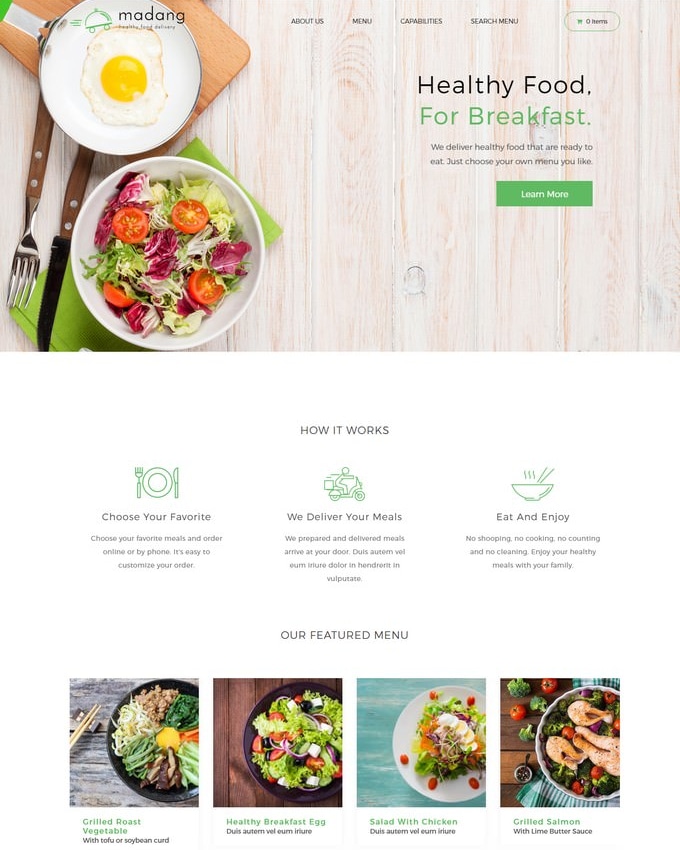 madang
healthy food delivery
ABOUT US
MENU
CAPABILITIES
SEARCH MENU
0 Items
Healthy Food,
For Breakfast.
We deliver healthy food that are ready to
eat. Just choose your own menu you like.
Learn More
HOW IT WORKS
Choose Your Favorite
Choose your favorite meals and order
online or by phone. It's easy to
customize your order.
We Deliver Your Meals
We prepared and delivered meals
arrive at your door. Duis autem vel
eum iriure dolor in hendrerit in
vulputate.
Eat And Enjoy
No shooping, no cooking, no counting
and no cleaning. Enjoy your healthy
meals with your family.
OUR FEATURED MENU
Grilled Roast
Vegetable
With tofu or soybean curd
Healthy Breakfast Egg
Duis autem vel eum iriure
Salad With Chicken
Duis autem vel eum iriure
Grilled Salmon
With Lime Butter Sauce